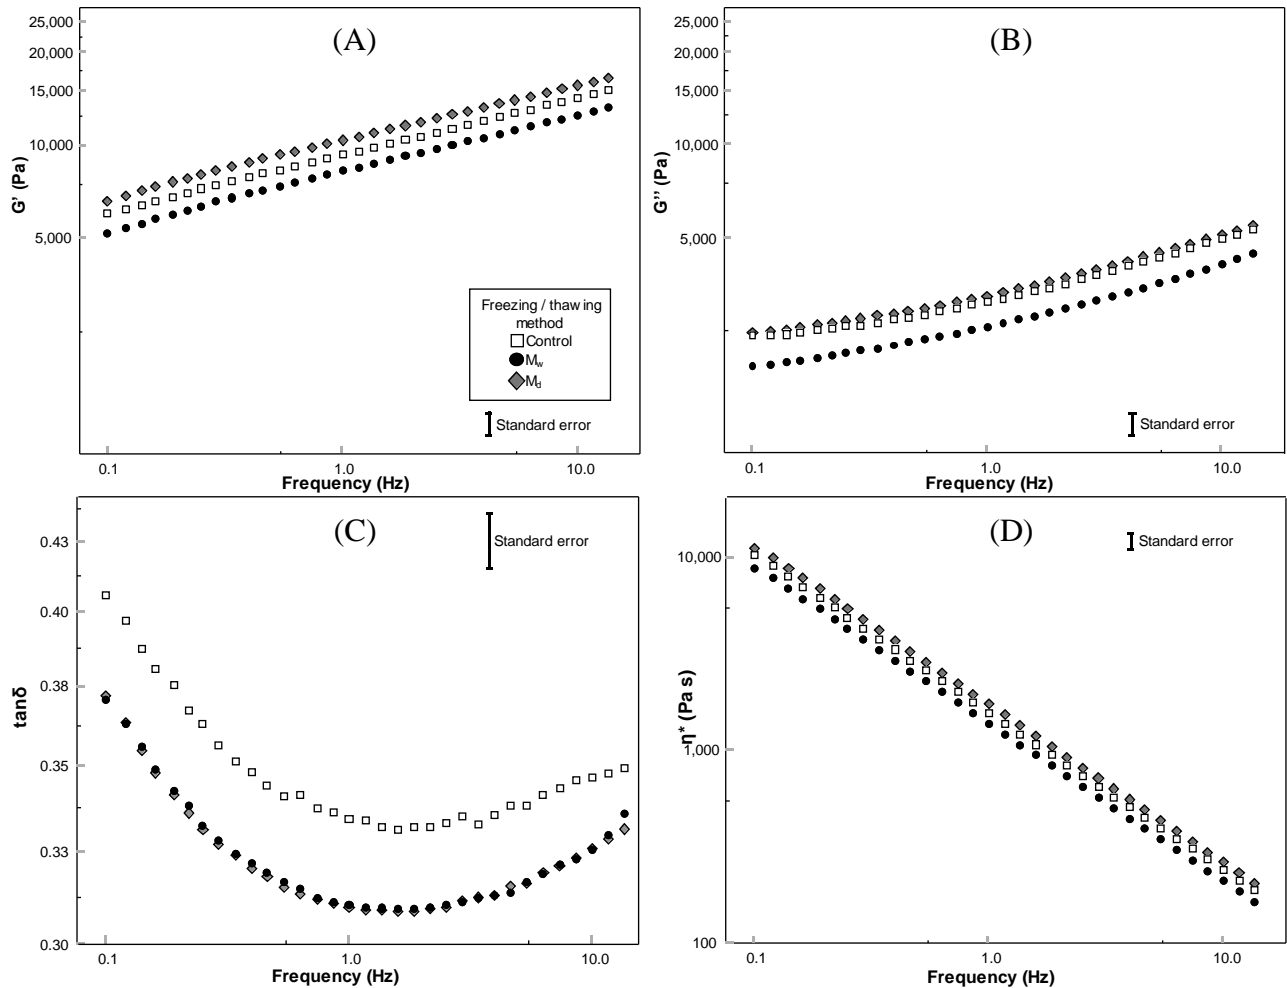 (A)
25,000
20,000
15,000
10,000
5,000
G’ (Pa)
Freezing / thawing
method
Control
Mw
Md
Standard error
0.1
1.0
10.0
Frequency (Hz)
(B)
25,000
20,000
15,000
10,000
5,000
G’’ (Pa)
Standard error
0.1
1.0
10.0
Frequency (Hz)
(C)
0.43
0.40
0.38
0.35
0.33
0.30
tanδ
Standard error
0.1
1.0
10.0
Frequency (Hz)
(D)
10,000
1,000
100
η* (Pa s)
Standard error
0.1
1.0
10.0
Frequency (Hz)